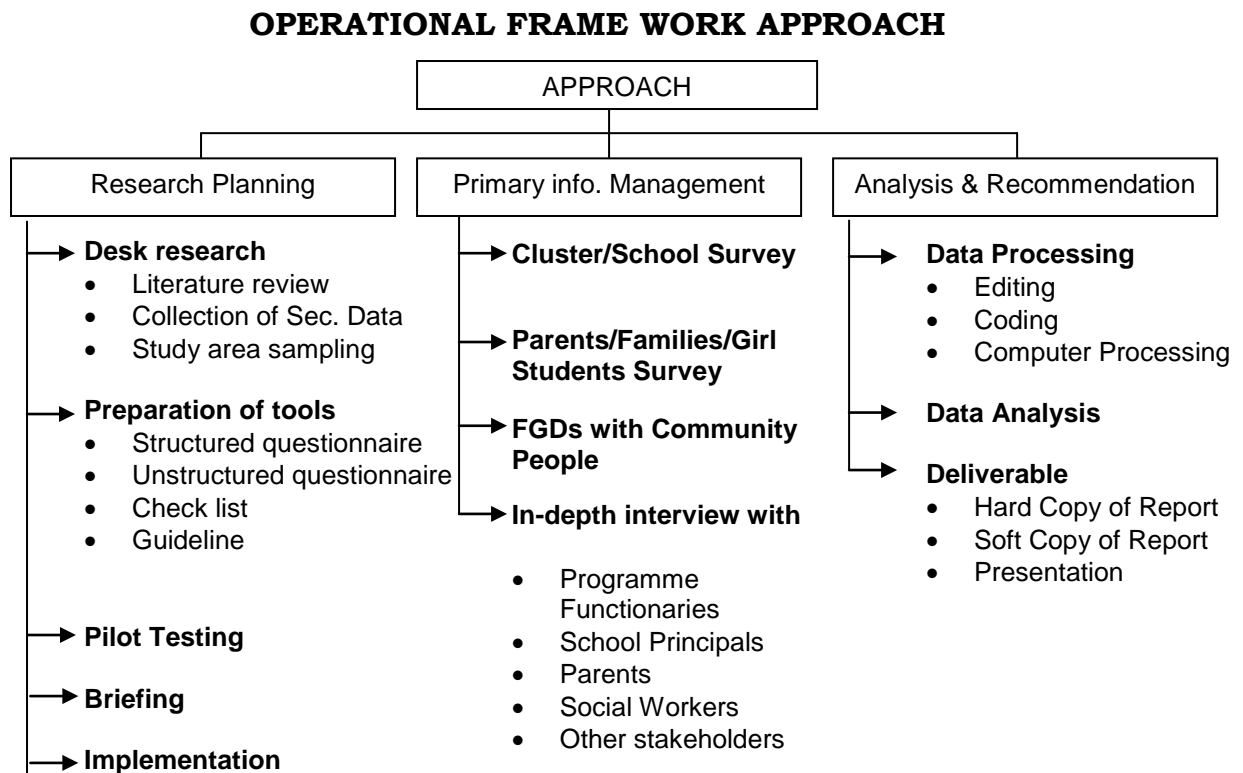 OPERATIONAL FRAME WORK APPROACH
APPROACH
Research Planning
Desk research
• Literature review
• Collection of Sec. Data
• Study area sampling
Preparation of tools
• Structured questionnaire
• Unstructured questionnaire
• Check list
• Guideline
Pilot Testing
Briefing
Implementation
Primary info. Management
Cluster/School Survey
Parents/Families/Girl
Students Survey
FGDs with Community
People
In-depth interview with
• Programme
Functionaries
• School Principals
• Parents
• Social Workers
• Other stakeholders
Analysis & Recommendation
Data Processing
• Editing
• Coding
• Computer Processing
Data Analysis
Deliverable
• Hard Copy of Report
• Soft Copy of Report
• Presentation